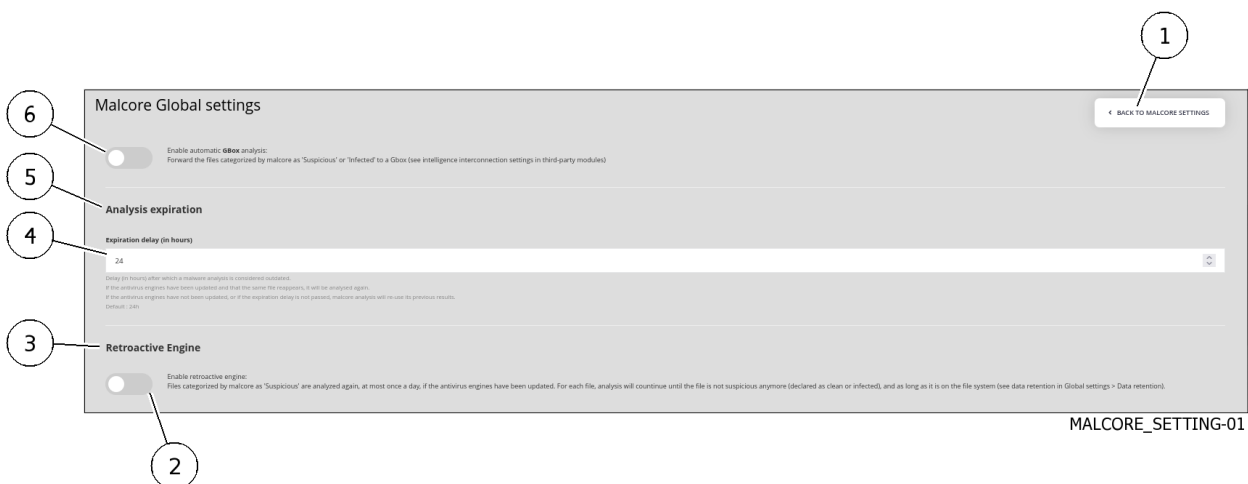 1
Malcore Global settings
‹ BACK TO MALCORE SETTINGS
6
Enable automatic GBox analysis:
Forward the files categorized by malcore as 'Suspicious' or 'Infected' to a Gbox (see intelligence interconnection settings in third-party modules)
5
Analysis expiration
4
Expiration delay (in hours)
24
Delay (in hours) after which a malware analysis is considered outdated.
If the antivirus engines have been updated and that the same file reappears, it will be analysed again.
If the antivirus engines have not been updated, or if the expiration delay is not passed, malcore analysis will re-use its previous results.
Default : 24h
3
Retroactive Engine
Enable retroactive engine:
Files categorized by malcore as 'Suspicious' are analyzed again, at most once a day, if the antivirus engines have been updated. For each file, analysis will countinue until the file is not suspicious anymore (declared as clean or infected), and as long as it is on the file system (see data retention in Global settings > Data retention).
MALCORE_SETTING-01
2